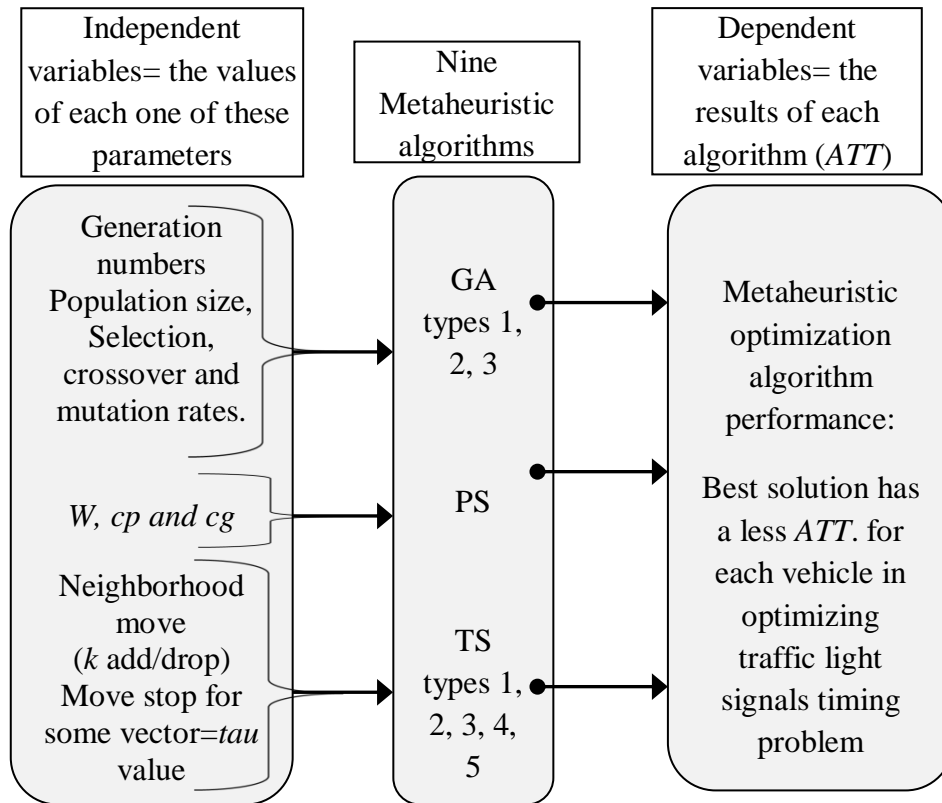 Independent
variables= the values
of each one of these
parameters
Nine
Metaheuristic
algorithms
Dependent
variables= the
results of each
algorithm (ATT)
Generation
numbers
Population size,
Selection,
crossover and
mutation rates.
W, cp and cg
Neighborhood
move
(k add/drop)
Move stop for
some vector=tau
value
GA
types 1,
2, 3
PS
TS
types 1,
2, 3, 4,
5
Metaheuristic
optimization
algorithm
performance:
Best solution has
a less ATT. for
each vehicle in
optimizing
traffic light
signals timing
problem